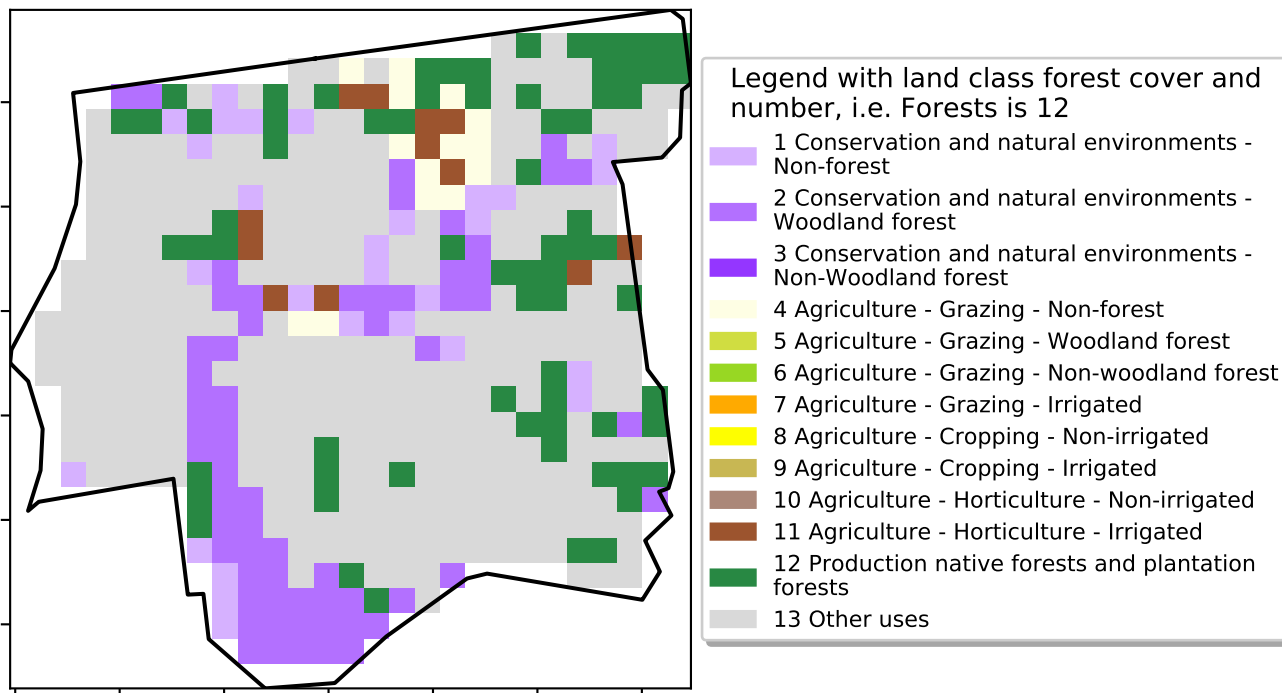 Legend with land class forest cover and
number, i.e. Forests is 12
1 Conservation and natural environments -
Non-forest
2 Conservation and natural environments -
Woodland forest
3 Conservation and natural environments -
Non-Woodland forest
4 Agriculture - Grazing - Non-forest
5 Agriculture - Grazing - Woodland forest
6 Agriculture - Grazing - Non-woodland forest
7 Agriculture - Grazing - Irrigated
8 Agriculture - Cropping - Non-irrigated
9 Agriculture - Cropping - Irrigated
10 Agriculture - Horticulture - Non-irrigated
11 Agriculture - Horticulture - Irrigated
12 Production native forests and plantation
forests
13 Other uses